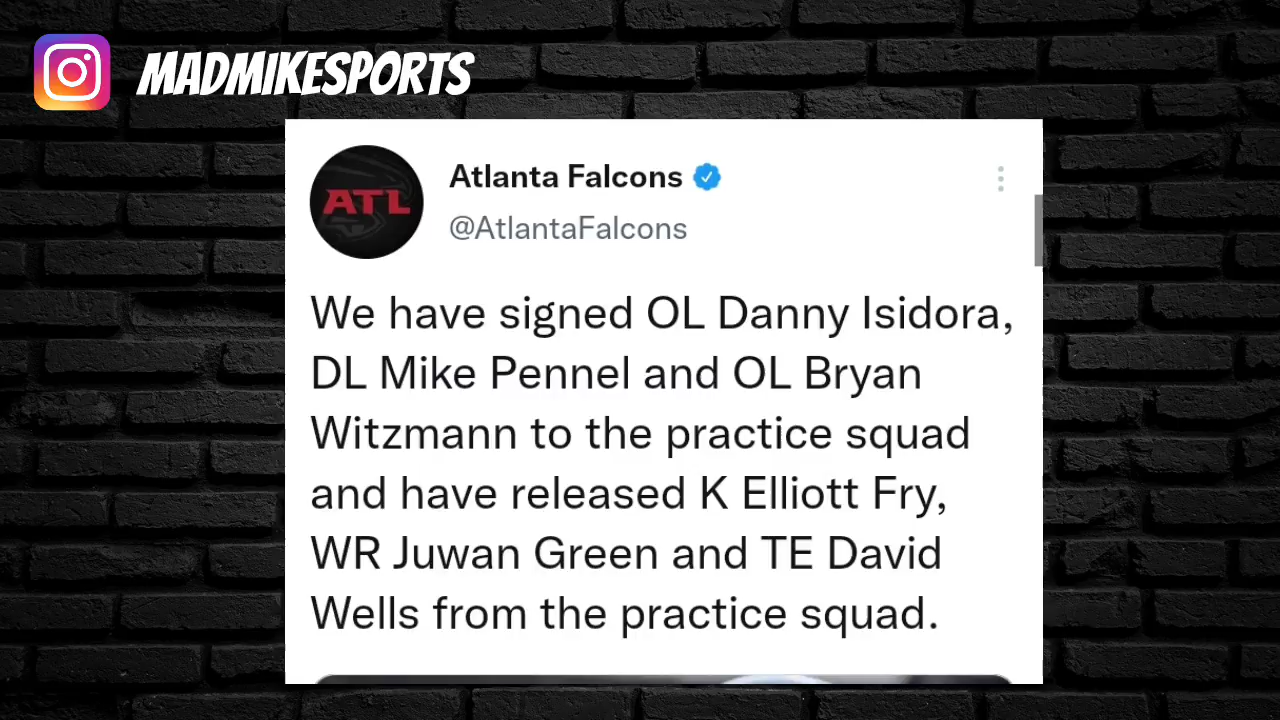 MADMIKESPORTS
ATL
Atlanta Falcons
@AtlantaFalcons
We have signed OL Danny Isidora,
DL Mike Pennel and OL Bryan
Witzmann to the practice squad
and have released K Elliott Fry,
WR Juwan Green and TE David
Wells from the practice squad.